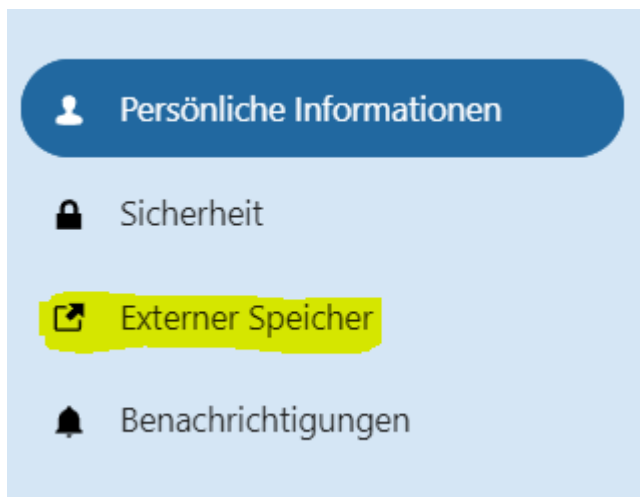 Persönliche Informationen
Sicherheit
Externer Speicher
Benachrichtigungen